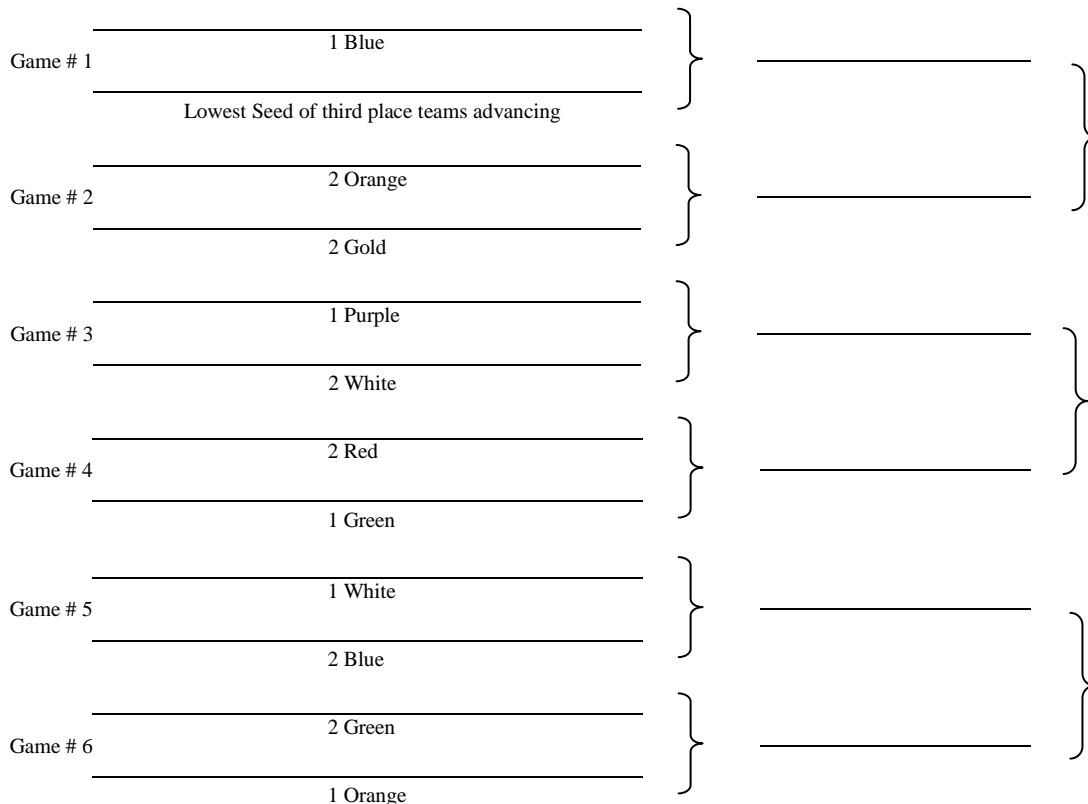 1 Blue
Game # 1
Lowest Seed of third place teams advancing
2 Orange
Game # 2
2 Gold
1 Purple
Game # 3
2 White
2 Red
Game # 4
1 Green
1 White
Game # 5
2 Blue
2 Green
Game # 6
1 Orange